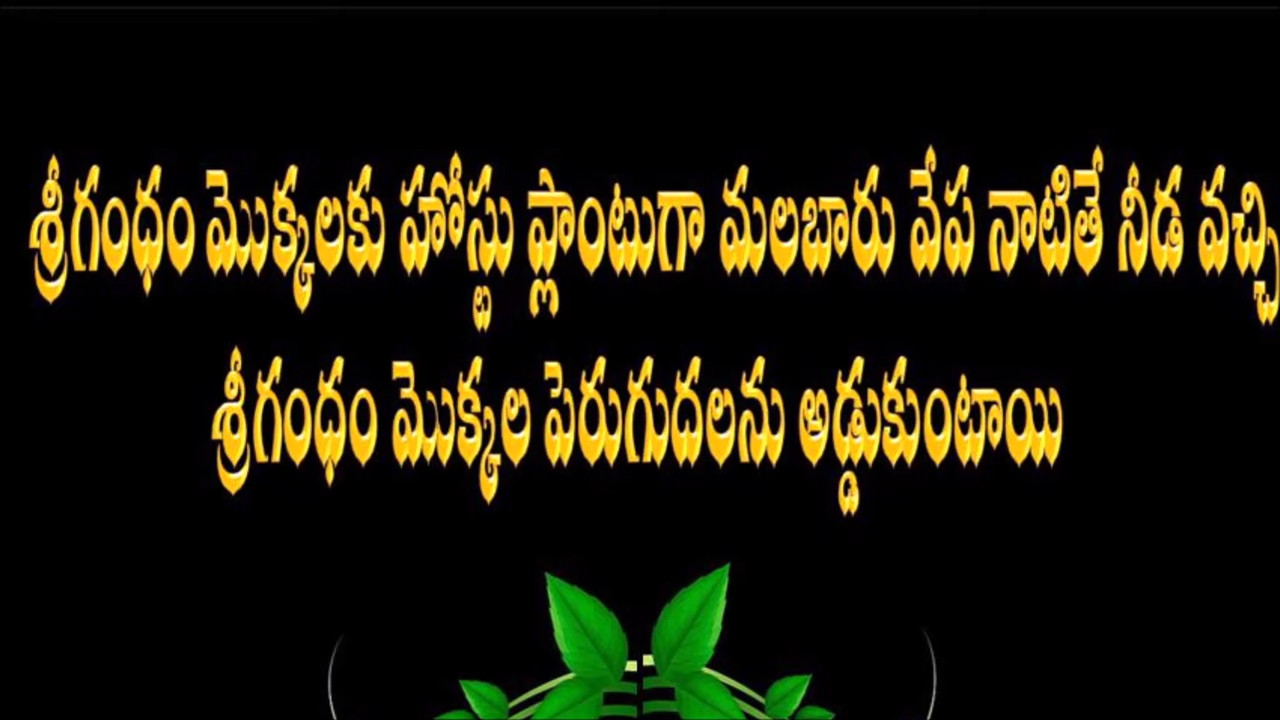 శ్రీగంధం మొక్కలకు హోస్టు ప్లాంటుగా మలబారు వేప నాటితే నీడ వచ్చి
శ్రీగంధం మొక్కల పెరుగుదలను అడ్డుకుంటాయి